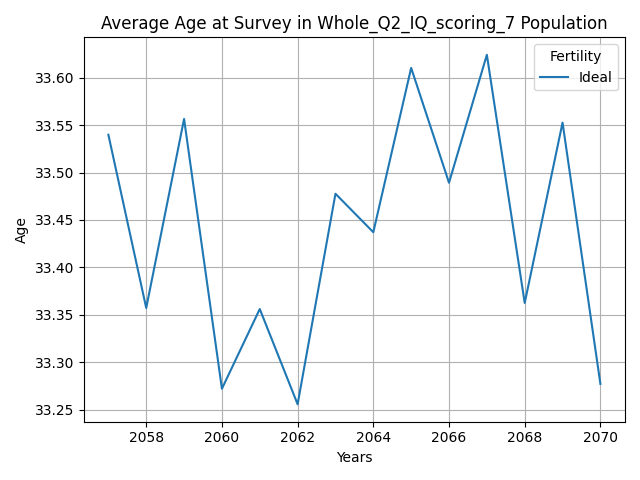 Average Age at Survey in Whole_Q2_IQ_scoring_7 Population
Fertility
Ideal
33.60
33.55
33.50
33.45
33.40
33.35
33.30
33.25
Age
2058 2060 2062 2064 2066 2068 2070
Years